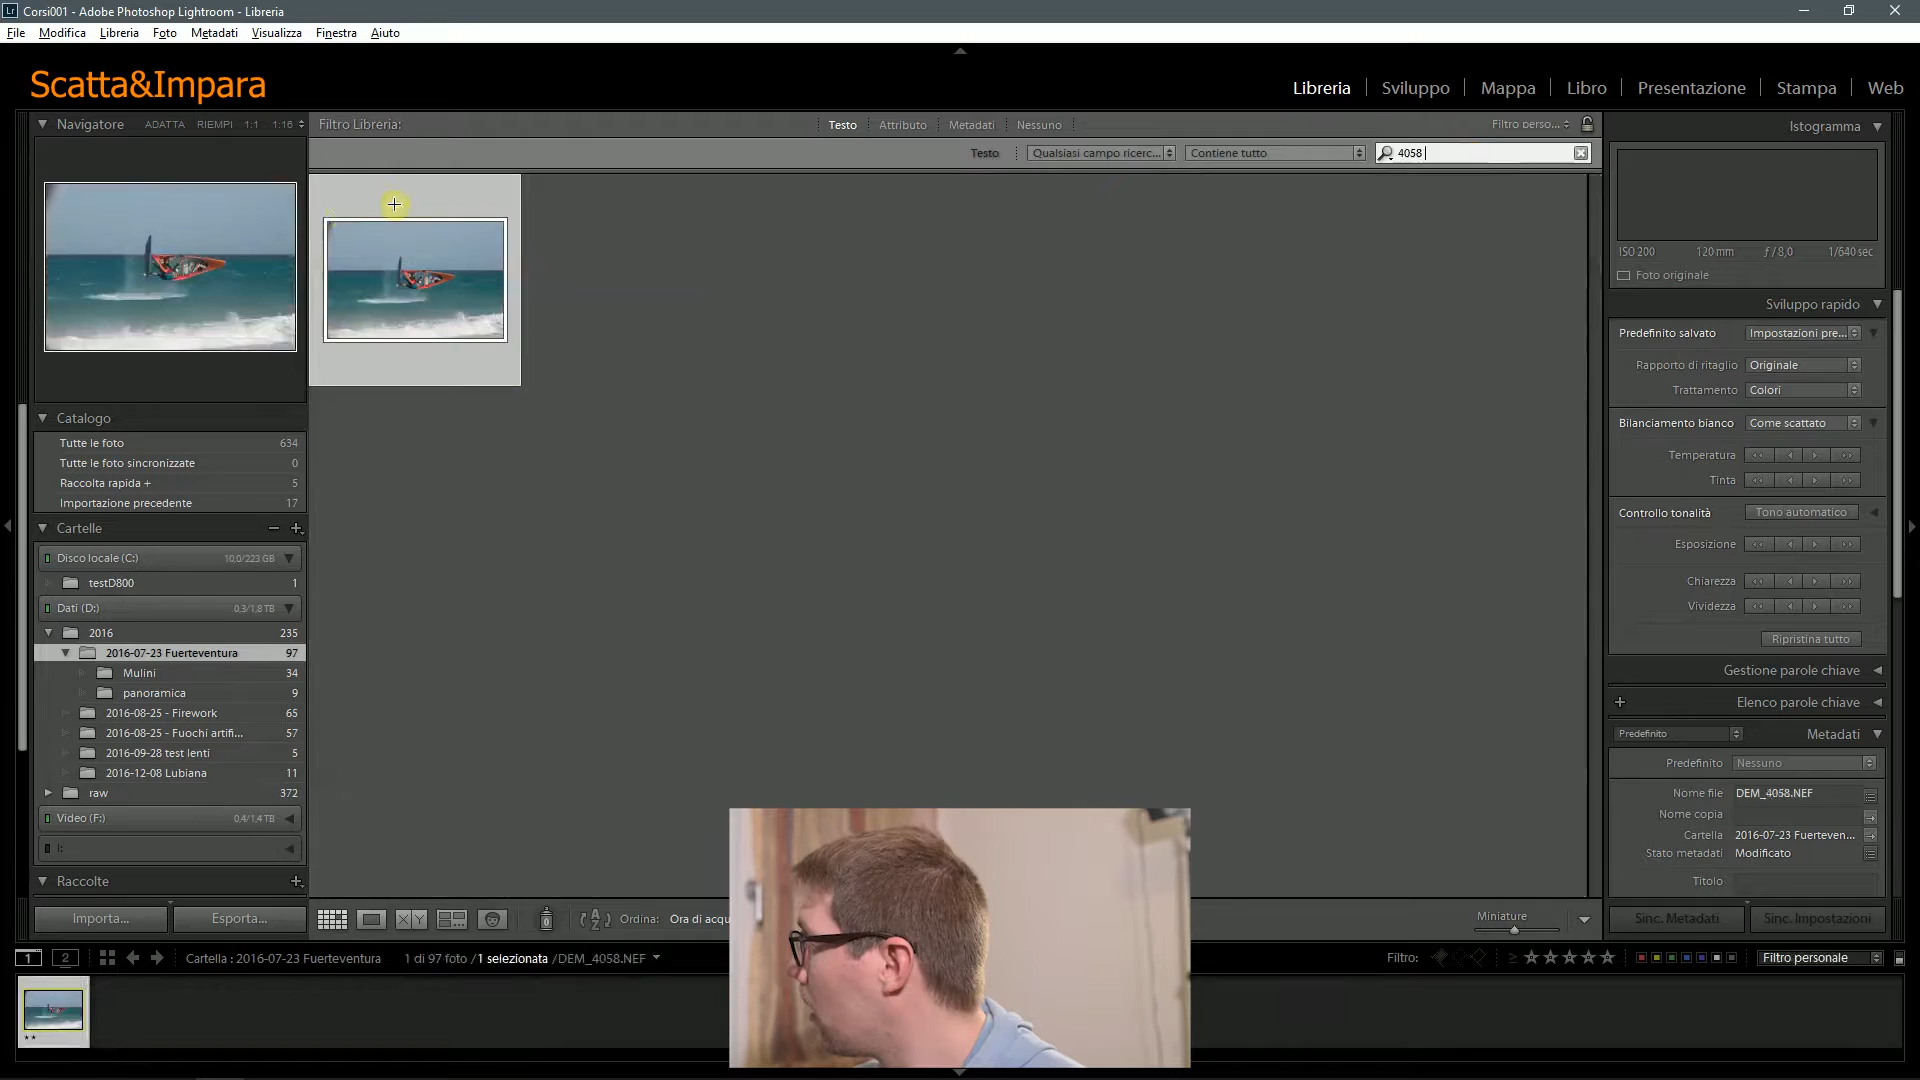 Lr Corsi001 - Adobe Photoshop Lightroom - Libreria
File Modifica Libreria Foto Metadati Visualizza Finestra Aiuto
Scatta&Impara
Libreria Sviluppo Mappa Libro Presentazione Stampa Web
Navigatore ADATTA RIEMPI 1:1 1:16
Filtro Libreria: Testo Attributo Metadati Nessuno Filtro perso...
Testo Qualsiasi campo ricerc... Contiene tutto 4058
Istogramma
ISO 200 120 mm ƒ / 8,0 1/640 sec
Foto originale
Sviluppo rapido
Predefinito salvato Impostazioni pre...
Rapporto di ritaglio Originale
Trattamento Colori
Bilanciamento bianco Come scattato
Temperatura
Tinta
Controllo tonalità Tono automatico
Esposizione
Chiarezza
Vividezza
Ripristina tutto
Gestione parole chiave
Elenco parole chiave
Predefinito Metadati
Predefinito Nessuno
Nome file DEM_4058.NEF
Nome copia
Cartella 2016-07-23 Fuerteven...
Stato metadati Modificato
Titolo
Sinc. Metadati Sinc. Impostazioni
Catalogo
Tutte le foto 634
Tutte le foto sincronizzate 0
Raccolta rapida + 5
Importazione precedente 17
Cartelle
Disco locale (C:) 10,0/223 GB
testD800 1
Dati (D:) 0,3/1,8 TB
2016 235
2016-07-23 Fuerteventura 97
Mulini 34
panoramica 9
2016-08-25 - Firework 65
2016-08-25 - Fuochi artifi... 57
2016-09-28 test lenti 5
2016-12-08 Lubiana 11
raw 372
Video (F:) 0,4/1,4 TB
I:
Raccolte
Importa... Esporta...
X Y Ordina: Ora di acqu
Miniature
1 2 Cartella : 2016-07-23 Fuerteventura 1 di 97 foto / 1 selezionata / DEM_4058.NEF
Filtro: Filtro personale